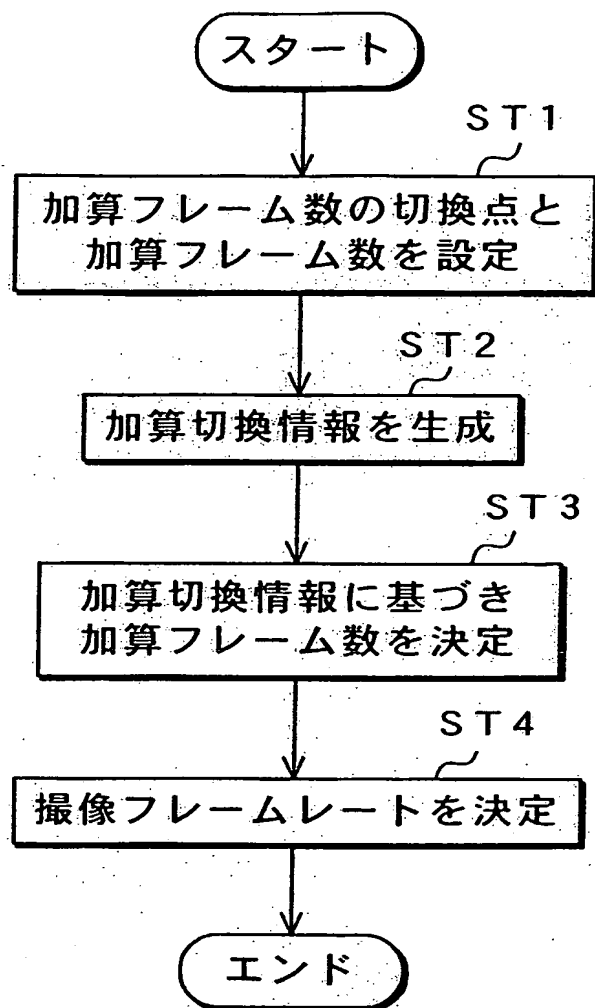 スタート
ST1
加算フレーム数の切換点と
加算フレーム数を設定
ST2
加算切換情報を生成
ST3
加算切換情報に基づき
加算フレーム数を決定
ST4
撮像フレームレートを決定
エンド